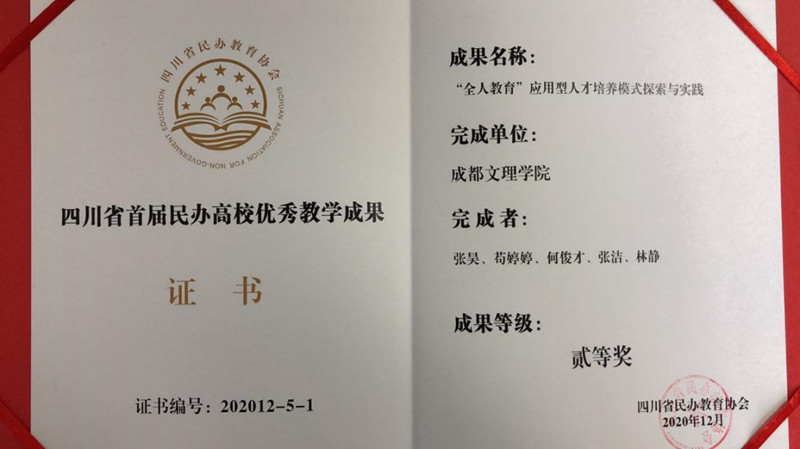 四川省民办教育协会
SICHUAN ASSOCIATION FOR NON-GOVERNMENT EDUCATION
四川省首届民办高校优秀教学成果
证书
证书编号：202012-5-1
成果名称：
“全人教育”应用型人才培养模式探索与实践
完成单位：
成都文理学院
完成者：
张昊、苟婷婷、何俊才、张洁、林静
成果等级：
贰等奖
四川省民办教育协会
2020年12月